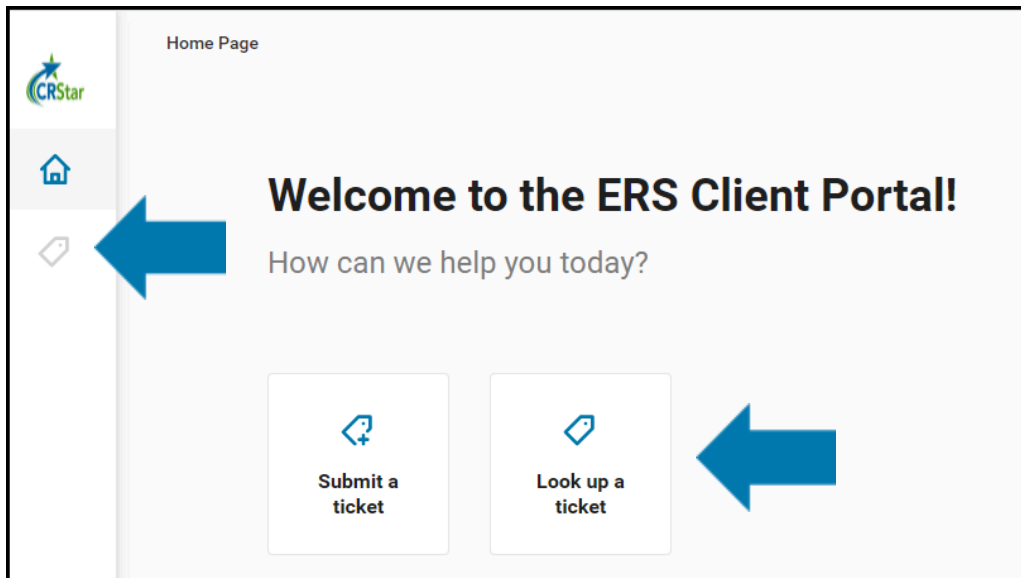 Home Page
CRStar
Welcome to the ERS Client Portal!
How can we help you today?
Submit a
ticket
Look up a
ticket